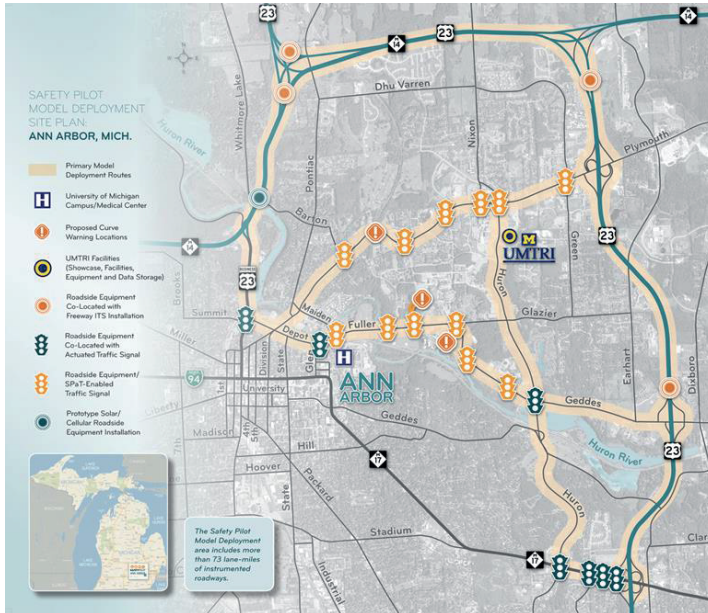 23
14
23
14
SAFETY PILOT
MODEL DEPLOYMENT
SITE PLAN:
ANN ARBOR, MICH.
Primary Model
Deployment Routes
H
University of Michigan
Campus/Medical Center
Proposed Curve
Warning Locations
UMTRI Facilities
(Showcase, Facilities,
Equipment and Data Storage)
Roadside Equipment
Co-Located with
Freeway ITS Installation
Roadside Equipment
Co-Located with
Actuated Traffic Signal
Roadside Equipment/
SPaT-Enabled
Traffic Signal
Prototype Solar/
Cellular Roadside
Equipment Installation
The Safety Pilot
Model Deployment
area includes more
than 73 lane-miles
of instrumented
roadways.
Huron River
Whitmore Lake
Dhu Varren
Pontiac
Nixon
Plymouth
Barton
Green
14
M
UMTRI
23
BUSINESS
23
Huron
Brooks
Summit
Maiden
Fuller
Glazier
Depot
Miller
Division
State
Glen
H
Earhart
Dixboro
94
1st
ANN
ARBOR
University
Liberty
Geddes
Geddes
Madison
4th
5th
7th
Hill
Huron River
23
Hoover
17
Packard
State
Huron
Stadium
17
Industrial